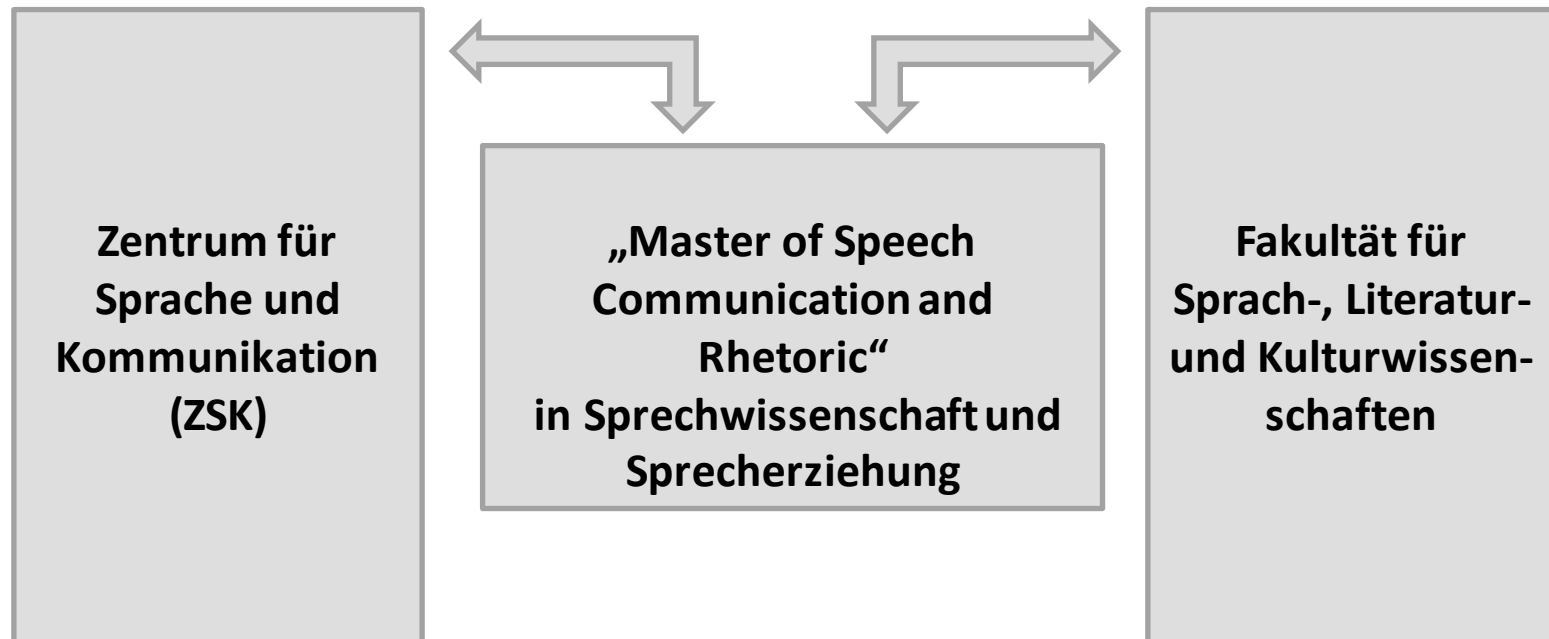 Zentrum für
Sprache und
Kommunikation
(ZSK)
„Master of Speech
Communication and
Rhetoric“
in Sprechwissenschaft und
Sprecherziehung
Fakultät für
Sprach-, Literatur-
und Kulturwissen-
schaften